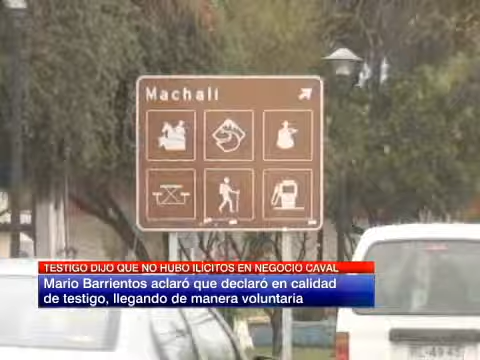 Machalí
TESTIGO DIJO QUE NO HUBO ILÍCITOS EN NEGOCIO CAVAL
Mario Barrientos aclaró que declaró en calidad
de testigo, llegando de manera voluntaria